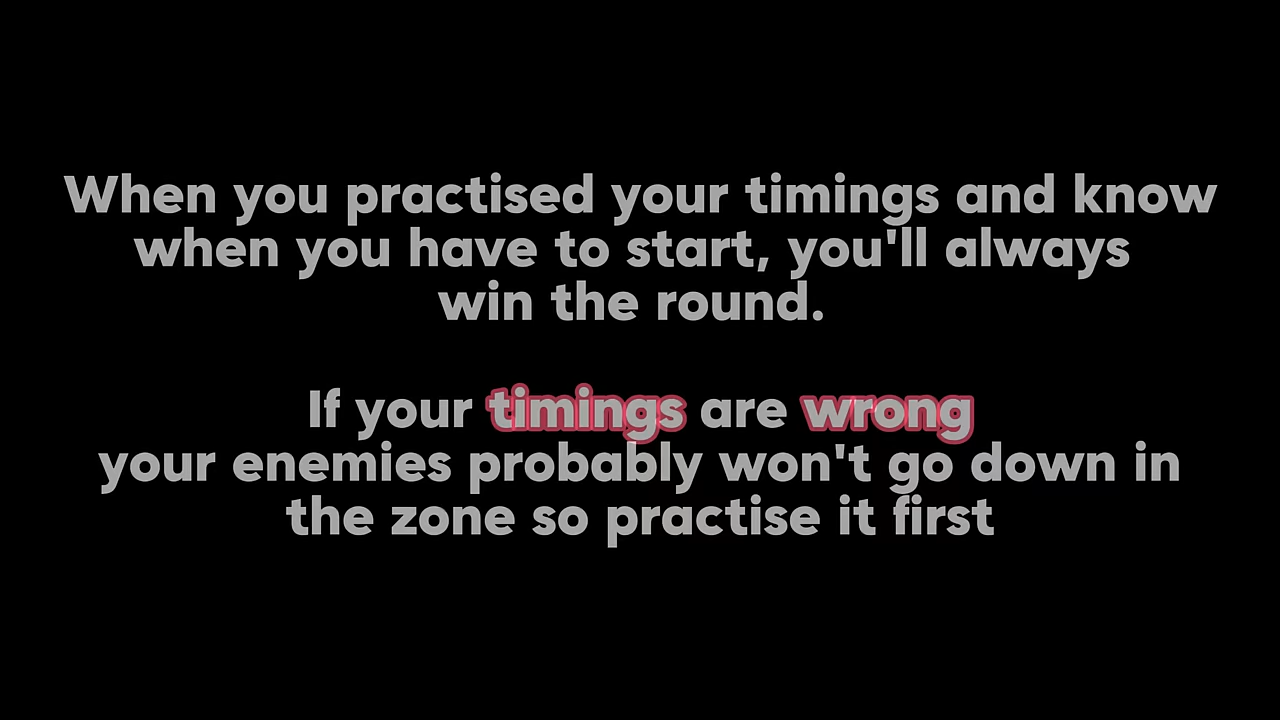 When you practised your timings and know
when you have to start, you'll always
win the round.
If your timings are wrong
your enemies probably won't go down in
the zone so practise it first